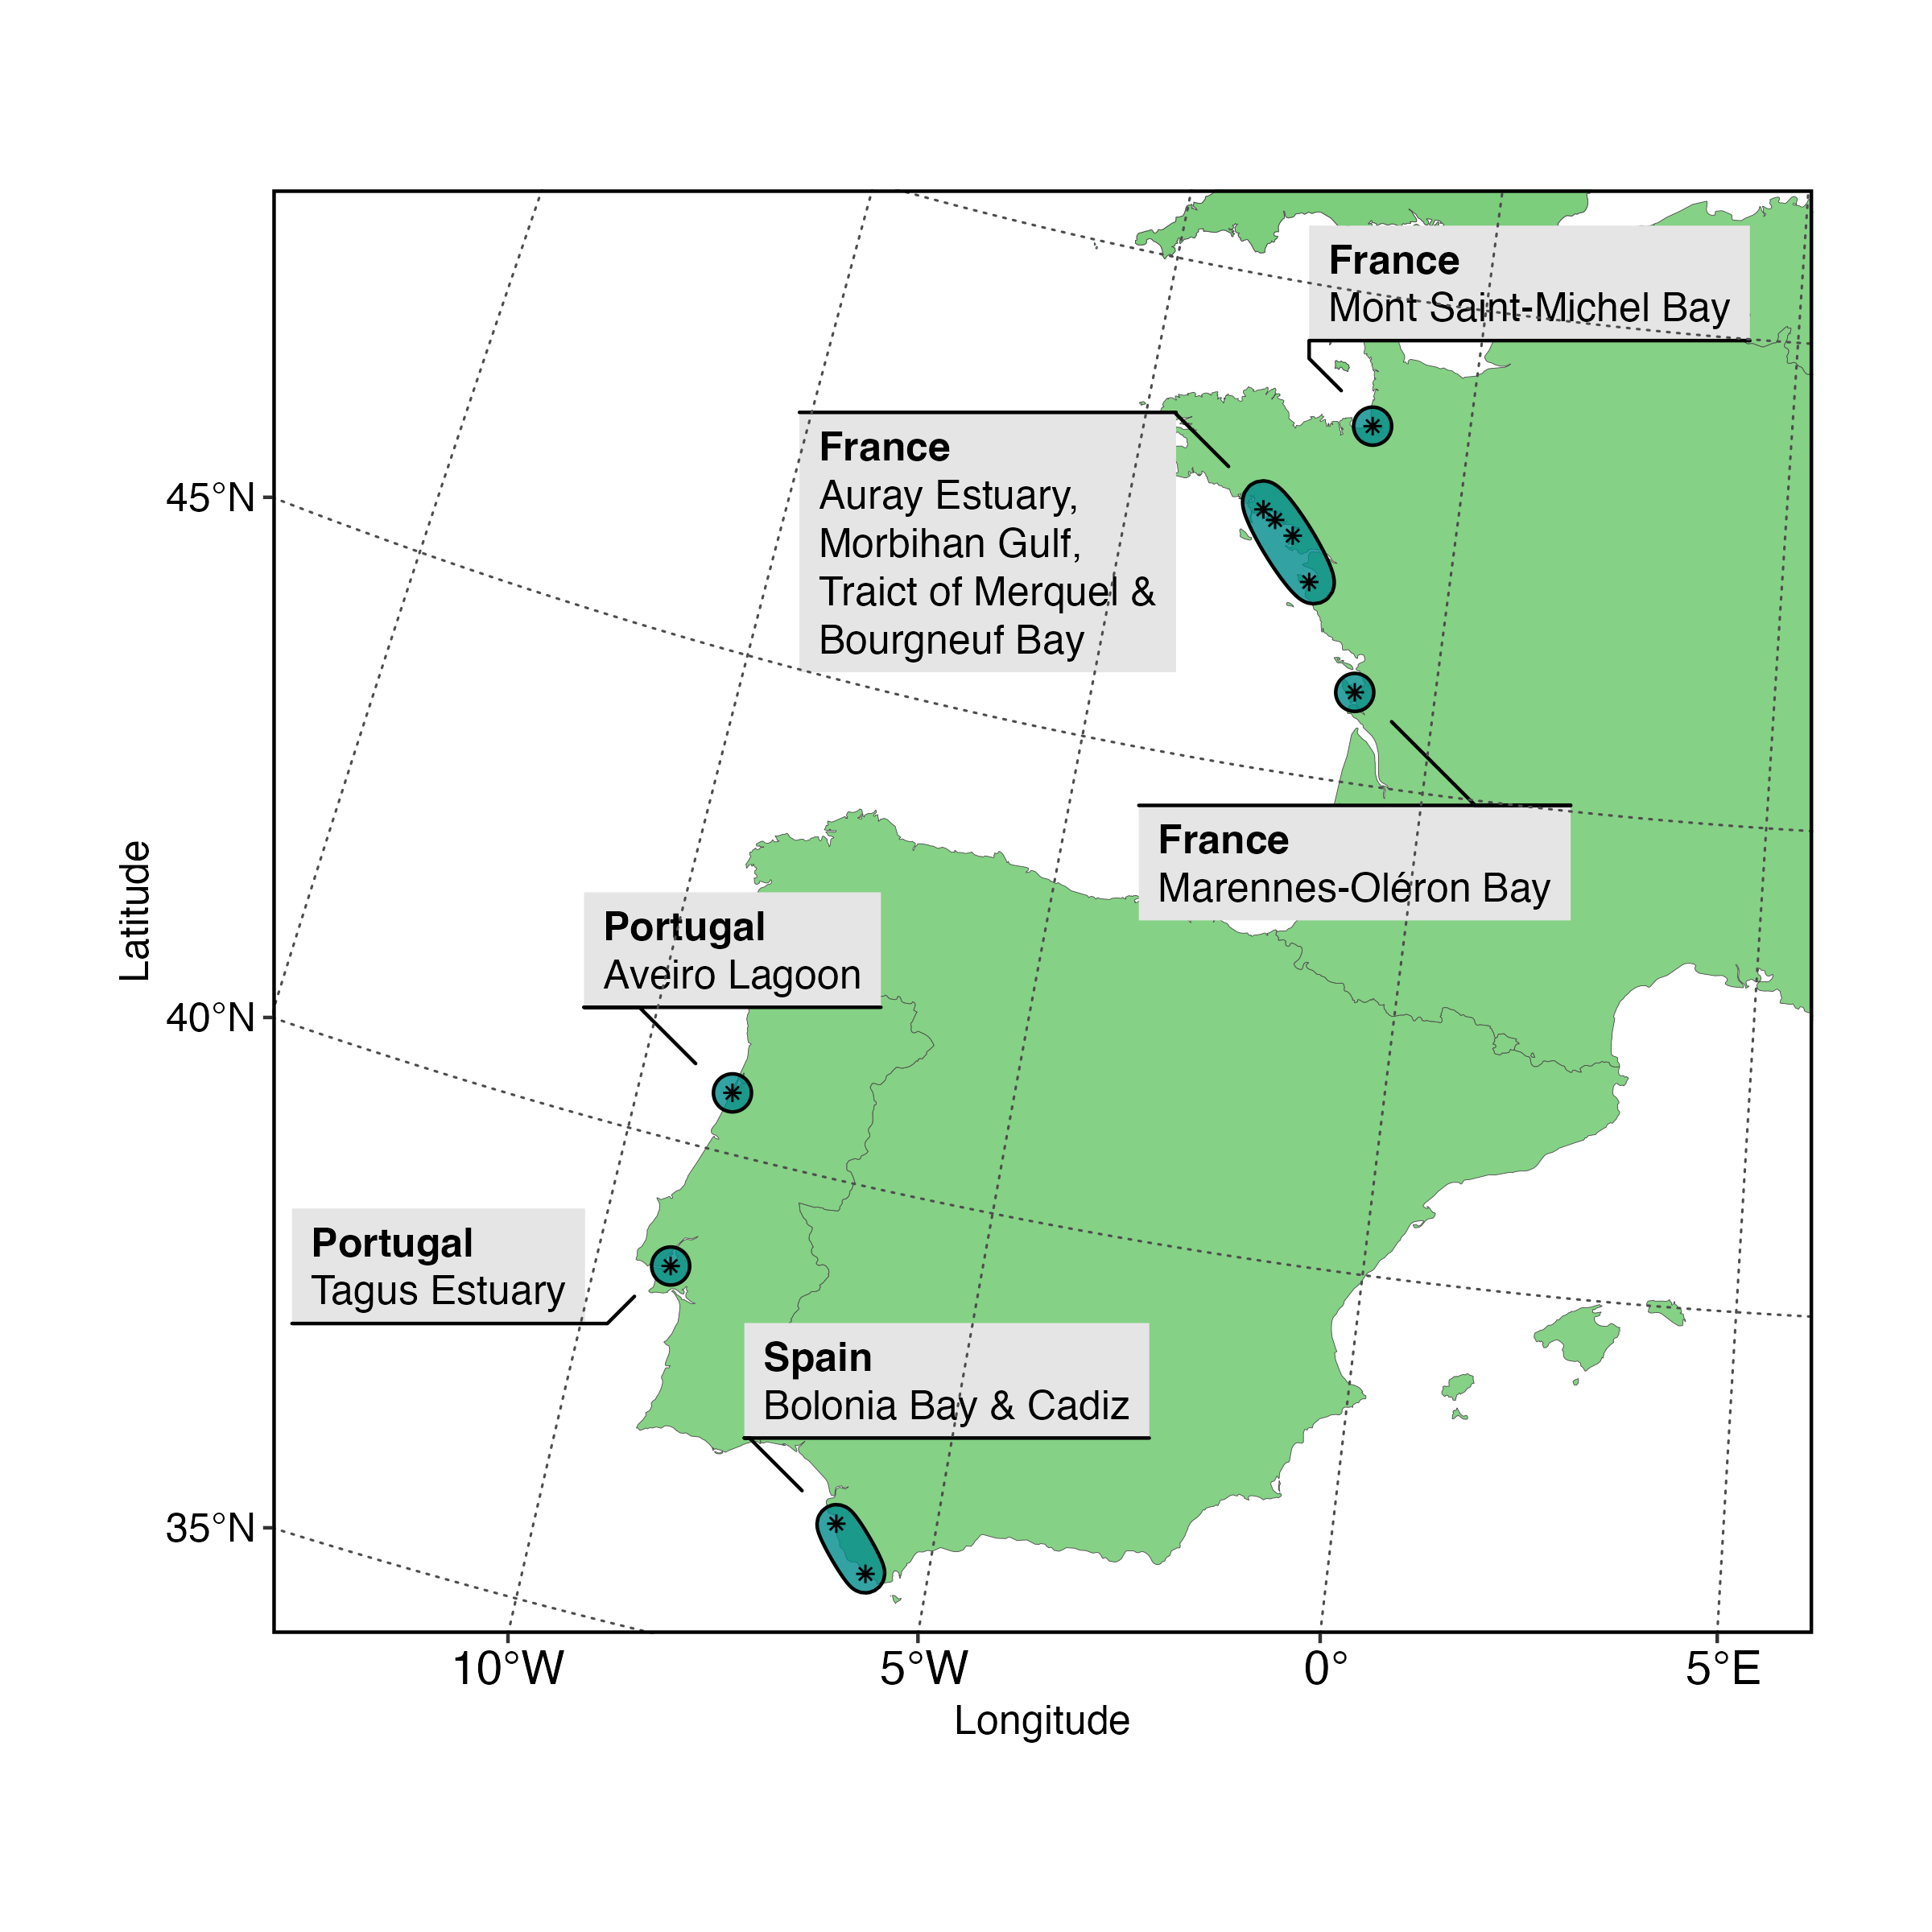 France
Mont Saint-Michel Bay
France
Auray Estuary,
Morbihan Gulf,
Traict of Merquel &
Bourgneuf Bay
France
Marennes-Oléron Bay
Portugal
Aveiro Lagoon
Portugal
Tagus Estuary
Spain
Bolonia Bay & Cadiz
45°N
40°N
35°N
Latitude
10°W
5°W
0°
5°E
Longitude